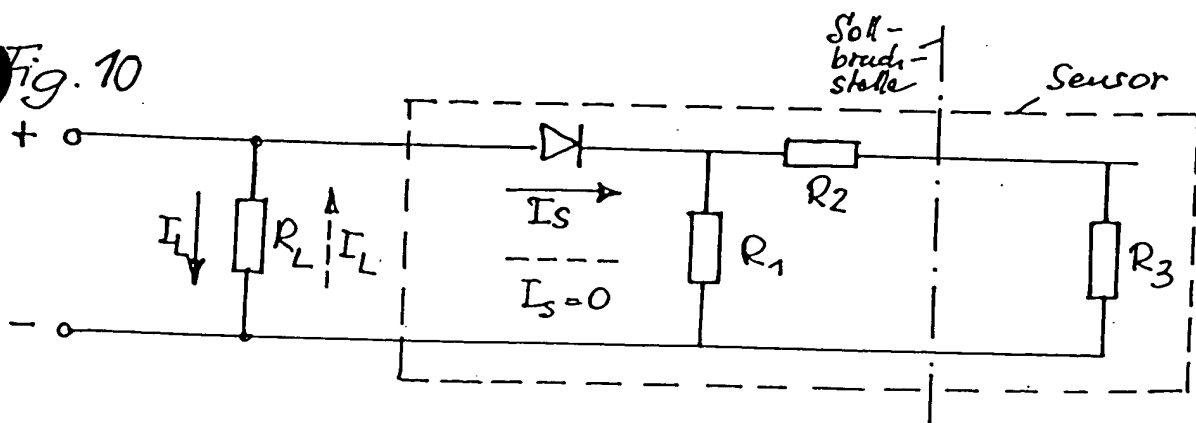 Fig. 10
Soll-
bruch-
stelle
Sensor
+
I_L
R_L
I_L
I_S
I_S=0
R_1
R_2
R_3
-